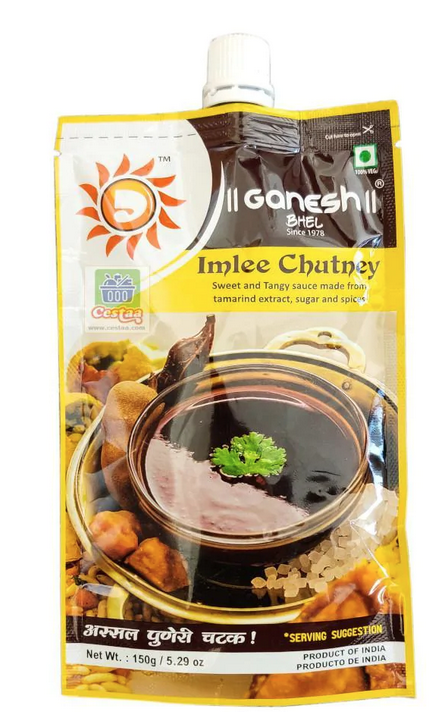 Cut here to open
TM
100% VEG
|| GANESH || ®
BHEL
Since 1978
Imlee Chutney
Sweet and Tangy sauce made from
tamarind extract, sugar and spices
Cestaa
www.cestaa.com
अस्सल पुणेरी चटक !
*SERVING SUGGESTION
Net Wt. : 150g / 5.29 oz
PRODUCT OF INDIA
PRODUCTO DE INDIA